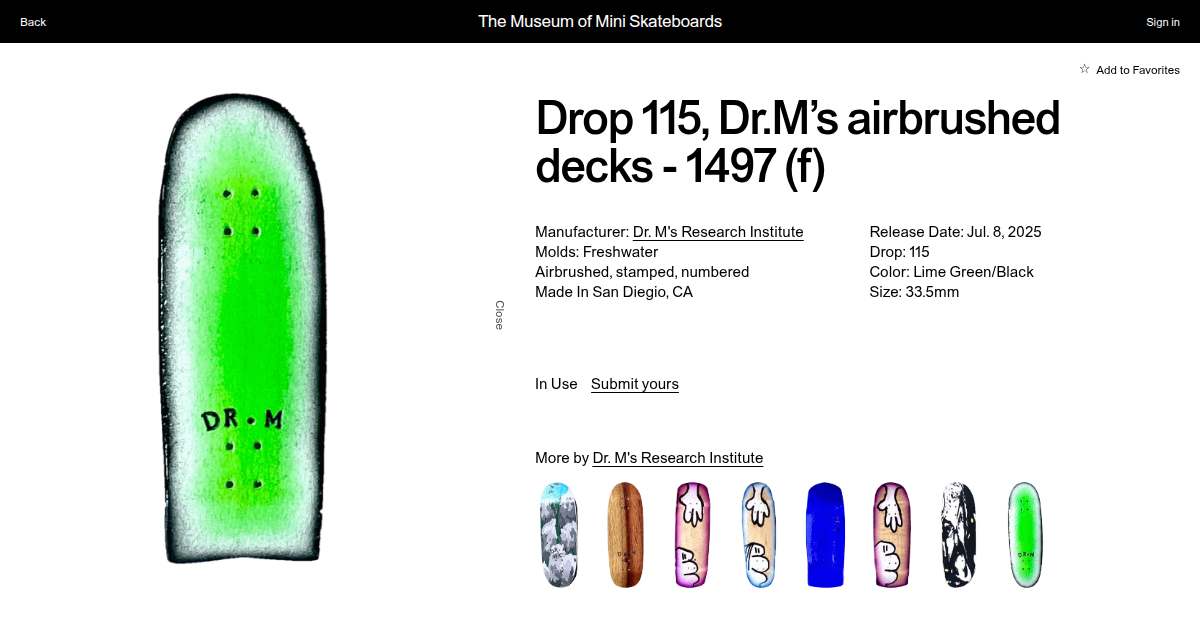 Back
The Museum of Mini Skateboards
Sign in
☆ Add to Favorites
Drop 115, Dr.M’s airbrushed
decks - 1497 (f)
Manufacturer: Dr. M's Research Institute
Molds: Freshwater
Airbrushed, stamped, numbered
Made In San Diegio, CA
Release Date: Jul. 8, 2025
Drop: 115
Color: Lime Green/Black
Size: 33.5mm
Close
DR • M
In Use Submit yours
More by Dr. M's Research Institute